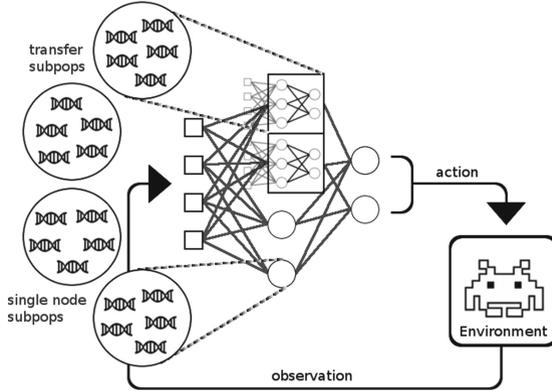 transfer
subpops
action
single node
subpops
Environment
observation